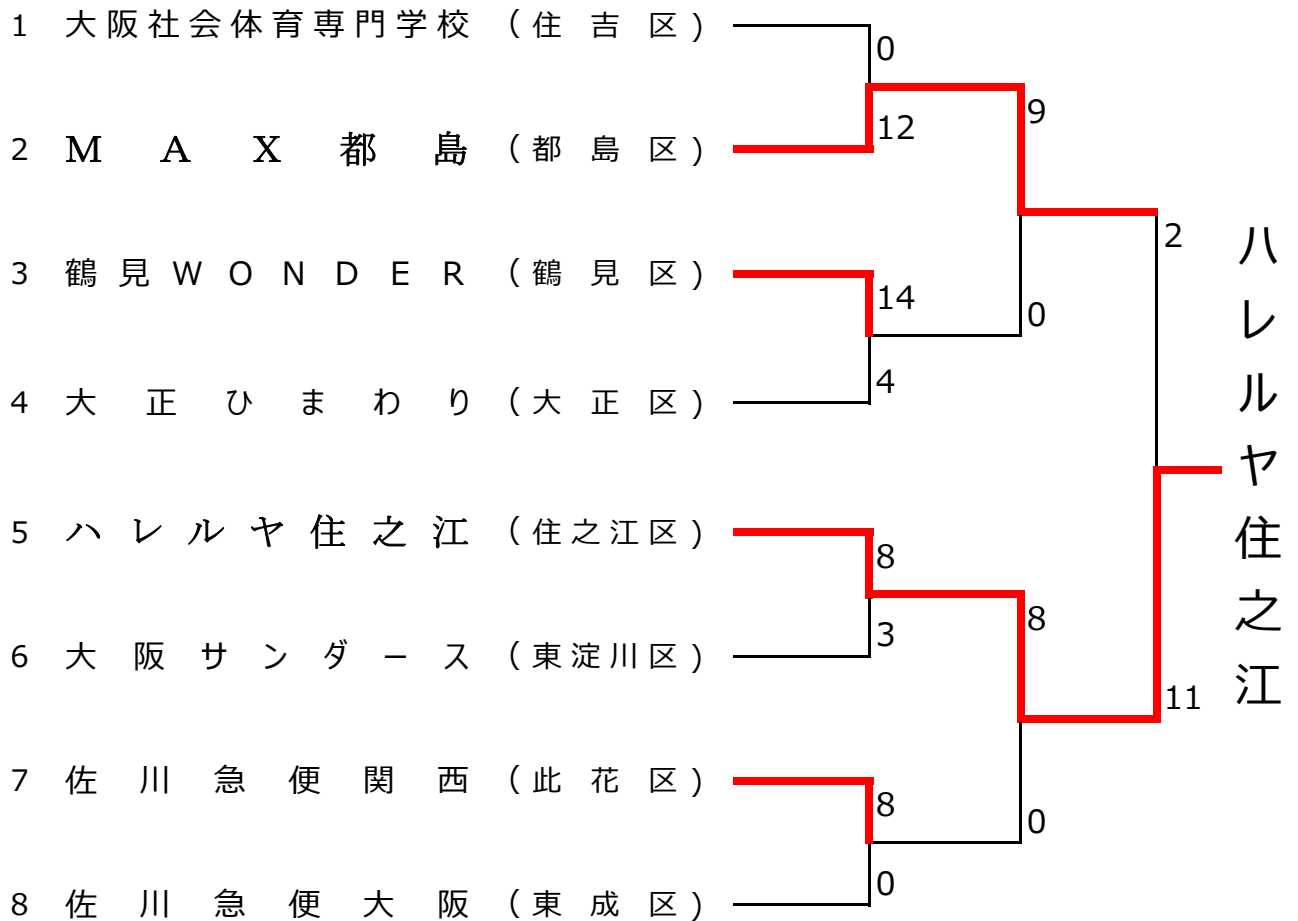 1 大阪社会体育専門学校 (住吉区)
0
2 MAX都島 (都島区)
12
9
3 鶴見WONDER (鶴見区)
14
0
2
4 大正ひまわり (大正区)
4
5 ハレルヤ住之江 (住之江区)
8
8
6 大阪サンダース (東淀川区)
3
11
7 佐川急便関西 (此花区)
8
0
8 佐川急便大阪 (東成区)
0
ハレルヤ住之江